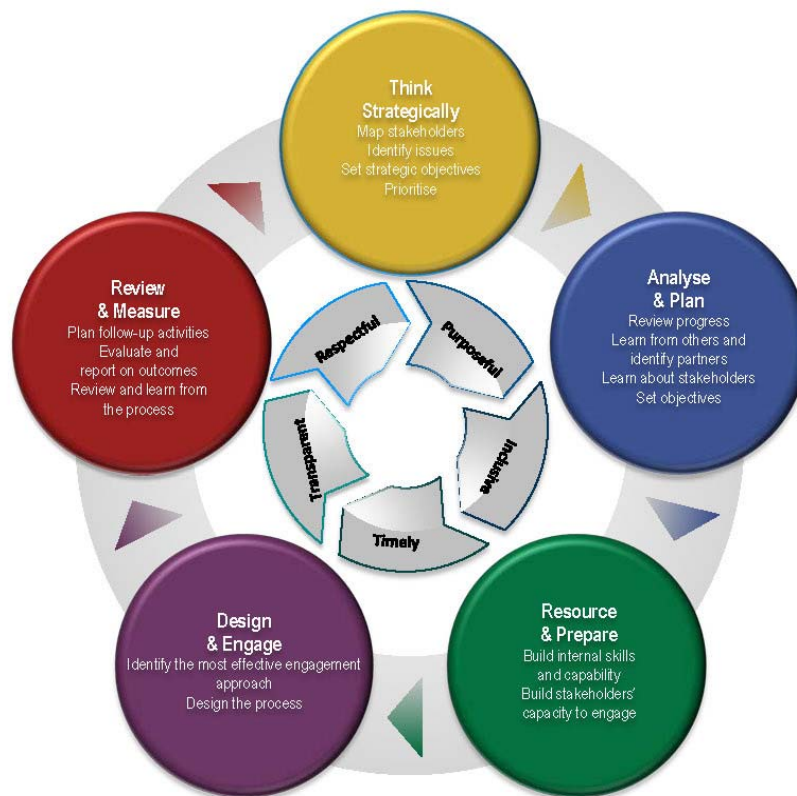 Think
Strategically
Map stakeholders
Identify issues
Set strategic objectives
Prioritise
Analyse
& Plan
Review progress
Learn from others and
identify partners
Learn about stakeholders
Set objectives
Resource
& Prepare
Build internal skills
and capability
Build stakeholders'
capacity to engage
Design
& Engage
Identify the most effective engagement
approach
Design the process
Review
& Measure
Plan follow-up activities
Evaluate and
report on outcomes
Review and learn from
the process
Purposeful
Inclusive
Timely
Transparent
Respectful